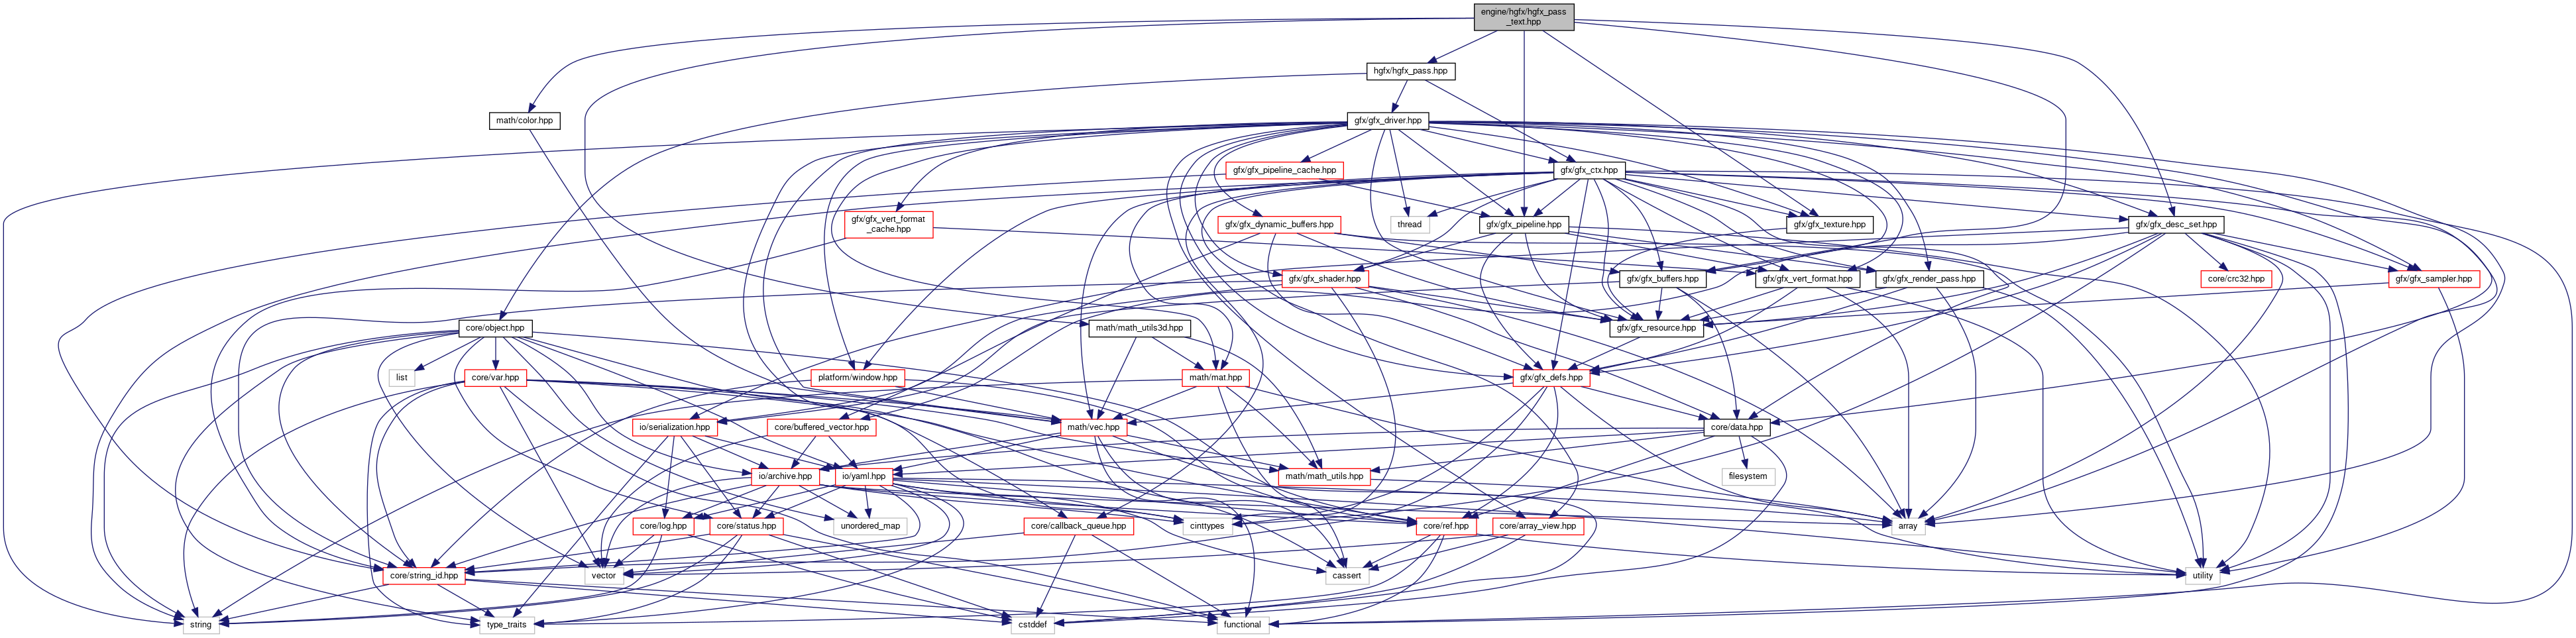 engine/hgfx/hgfx_pass
_text.hpp
hgfx/hgfx_pass.hpp
math/color.hpp
gfx/gfx_driver.hpp
gfx/gfx_pipeline_cache.hpp
gfx/gfx_ctx.hpp
gfx/gfx_vert_format
_cache.hpp
gfx/gfx_dynamic_buffers.hpp
thread
gfx/gfx_pipeline.hpp
gfx/gfx_texture.hpp
gfx/gfx_desc_set.hpp
gfx/gfx_shader.hpp
gfx/gfx_buffers.hpp
gfx/gfx_vert_format.hpp
gfx/gfx_render_pass.hpp
core/crc32.hpp
gfx/gfx_sampler.hpp
core/object.hpp
math/math_utils3d.hpp
gfx/gfx_resource.hpp
list
core/var.hpp
platform/window.hpp
math/mat.hpp
gfx/gfx_defs.hpp
io/serialization.hpp
core/buffered_vector.hpp
math/vec.hpp
core/data.hpp
io/archive.hpp
io/yaml.hpp
math/math_utils.hpp
filesystem
core/log.hpp
core/status.hpp
unordered_map
core/callback_queue.hpp
cinttypes
core/ref.hpp
core/array_view.hpp
array
core/string_id.hpp
vector
cassert
utility
string
type_traits
cstddef
functional